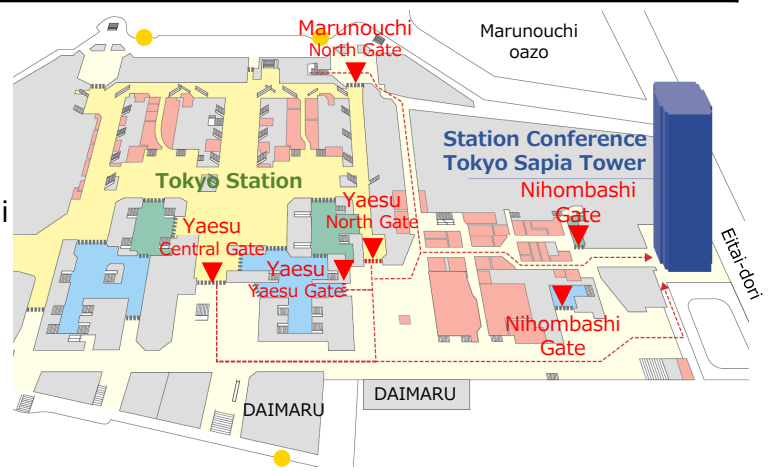 Marunouchi
North Gate
Marunouchi
oazo
Station Conference
Tokyo Sapia Tower
Tokyo Station
Nihombashi
Gate
i
Yaesu
North Gate
Yaesu
Central Gate
Yaesu
Yaesu Gate
Eitai-dori
Nihombashi
Gate
DAIMARU
DAIMARU